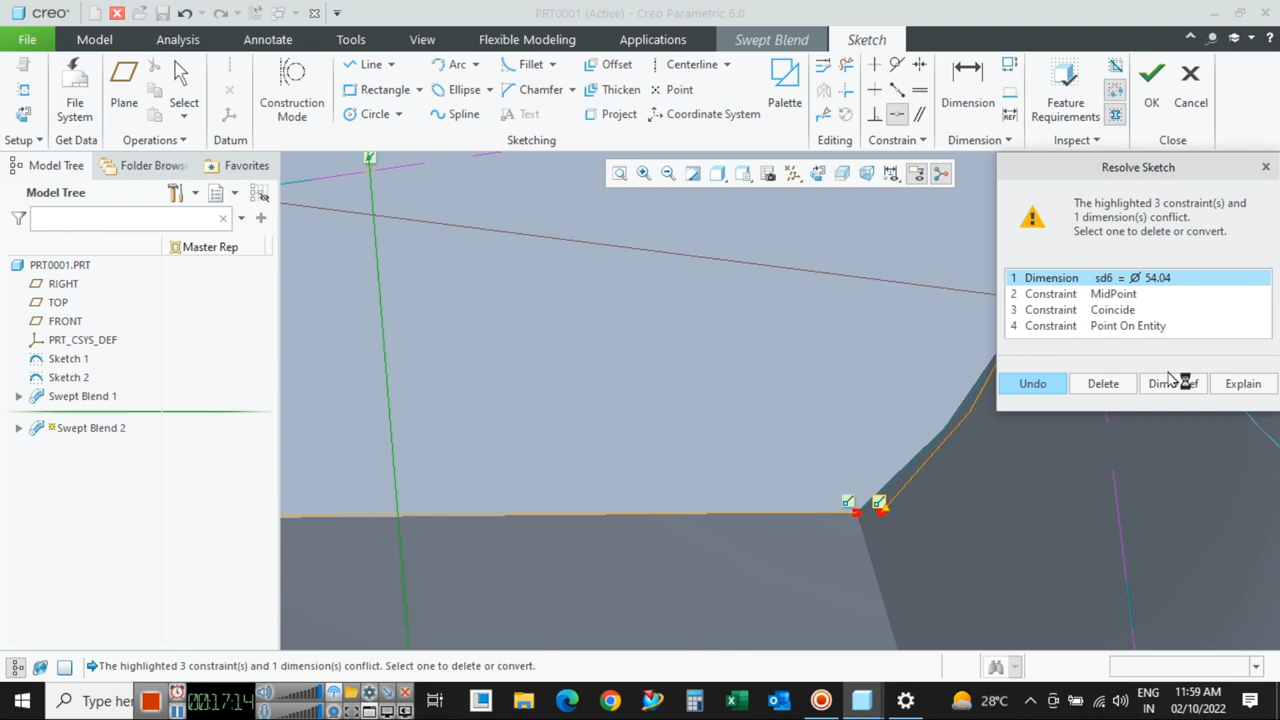 creo
PRT0001 (Active) - Creo Parametric 6.0
File Model Analysis Annotate Tools View Flexible Modeling Applications Swept Blend Sketch
Line Arc Fillet Offset Centerline
File System Plane Select Construction Mode Rectangle Ellipse Chamfer Thicken Point Palette Dimension Feature Requirements OK Cancel
Circle Spline Text Project Coordinate System
Setup Get Data Operations Datum Sketching Editing Constrain Dimension Inspect Close
Model Tree Folder Brows Favorites
Model Tree
Master Rep
PRT0001.PRT
RIGHT
TOP
FRONT
PRT_CSYS_DEF
Sketch 1
Sketch 2
Swept Blend 1
Swept Blend 2
Resolve Sketch
The highlighted 3 constraint(s) and
1 dimension(s) conflict.
Select one to delete or convert.
1 Dimension sd6 = Ø 54.04
2 Constraint MidPoint
3 Constraint Coincide
4 Constraint Point On Entity
Undo Delete Explain
The highlighted 3 constraint(s) and 1 dimension(s) conflict. Select one to delete or convert.
Type her
00:17:14
28°C
ENG
IN
11:59 AM
02/10/2022